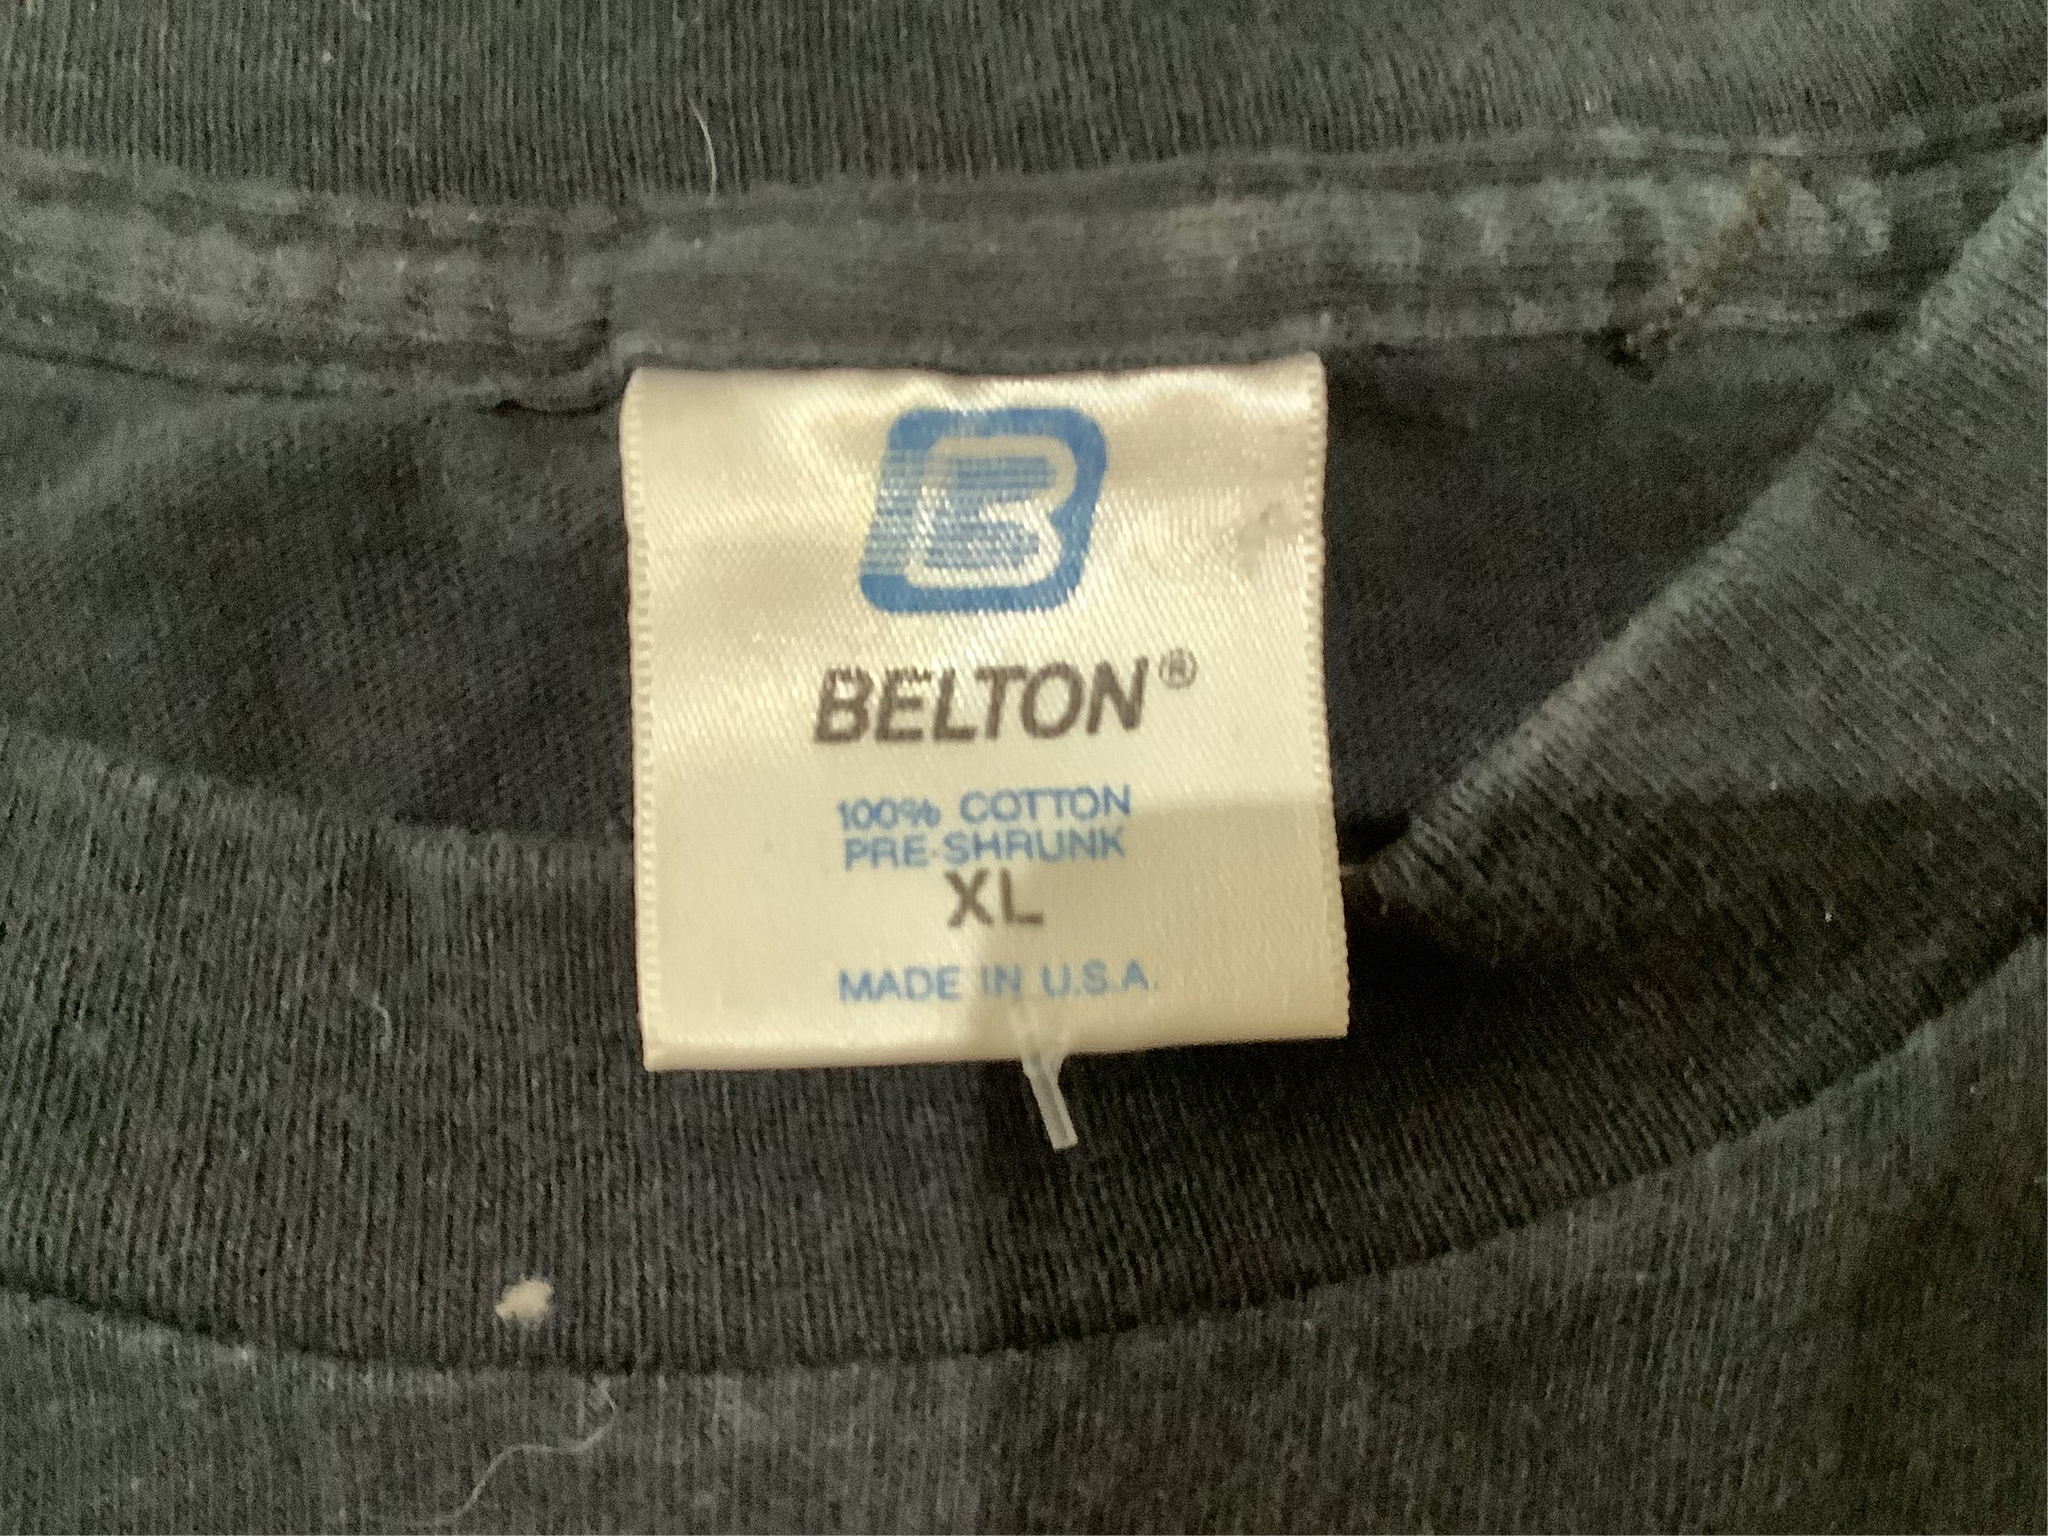 B
BELTON®
100% COTTON
PRE-SHRUNK
XL
MADE IN U.S.A.